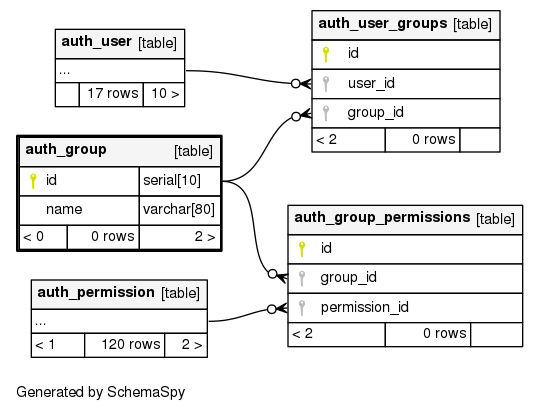 auth_user [table]
...
17 rows 10 >
auth_user_groups [table]
id
user_id
group_id
< 2 0 rows
auth_group [table]
id serial[10]
name varchar[80]
< 0 0 rows 2 >
auth_group_permissions [table]
id
group_id
permission_id
< 2 0 rows
auth_permission [table]
...
< 1 120 rows 2 >
Generated by SchemaSpy